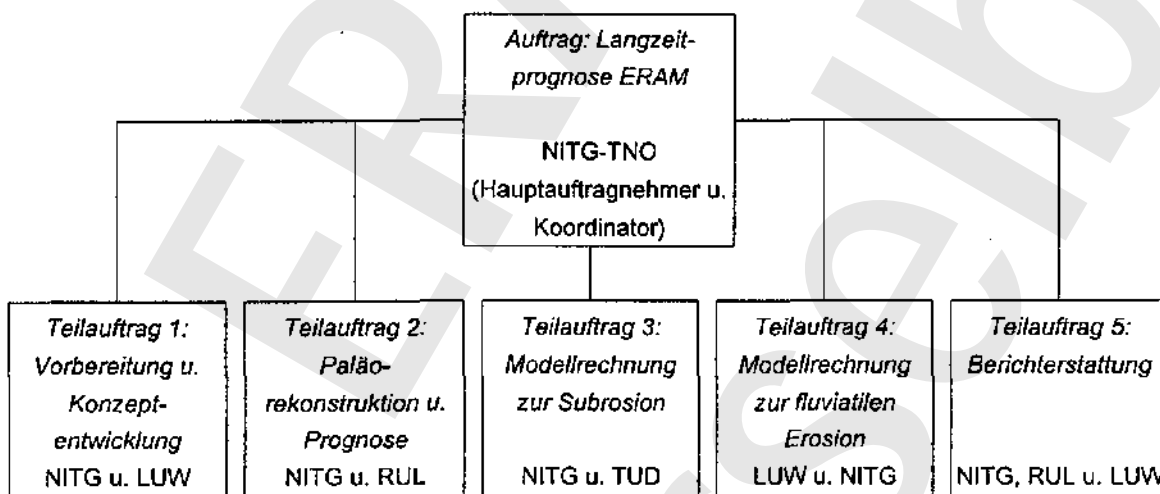 Auftrag: Langzeit-
prognose ERAM
NITG-TNO
(Hauptauftragnehmer u.
Koordinator)
Teilauftrag 1:
Vorbereitung u.
Konzept-
entwicklung
NITG u. LUW
Teilauftrag 2:
Paläo-
rekonstruktion u.
Prognose
NITG u. RUL
Teilauftrag 3:
Modellrechnung
zur Subrosion
NITG u. TUD
Teilauftrag 4:
Modellrechnung
zur fluviatilen
Erosion
LUW u. NITG
Teilauftrag 5:
Berichterstattung
NITG, RUL u. LUW